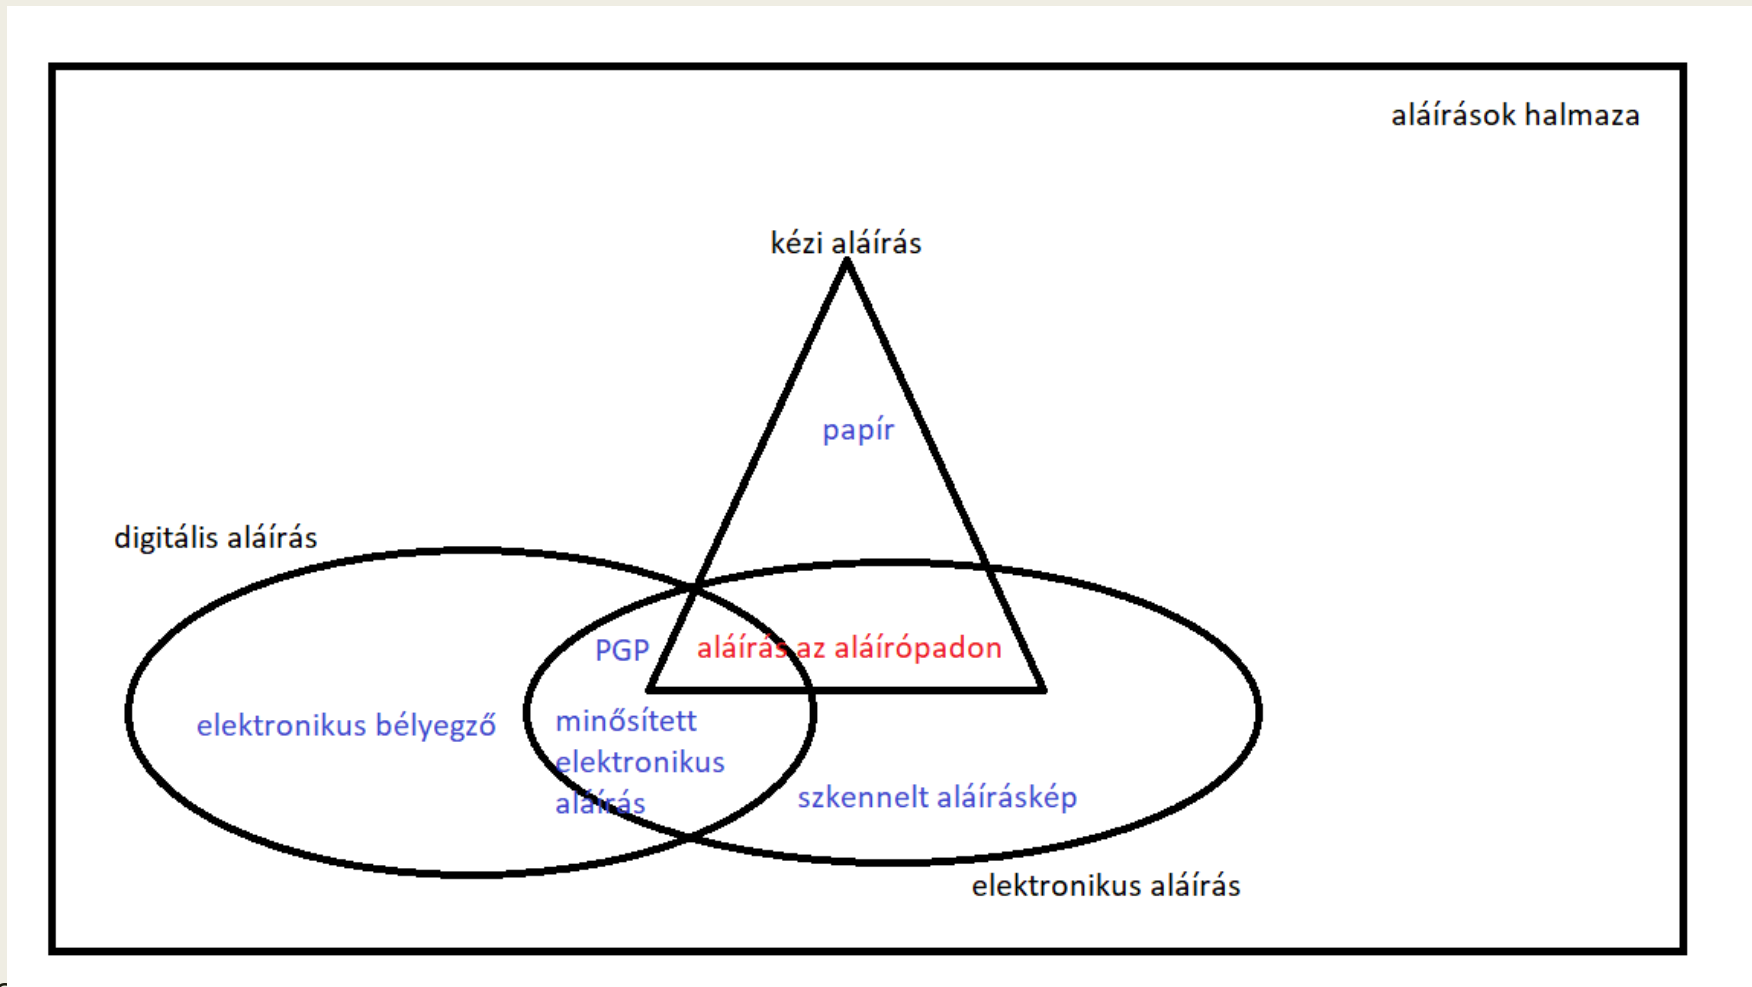 aláírások halmaza
kézi aláírás
papír
digitális aláírás
PGP
aláírás az aláírópadon
elektronikus bélyegző
minősített
elektronikus
aláírás
szkennelt aláíráskép
elektronikus aláírás